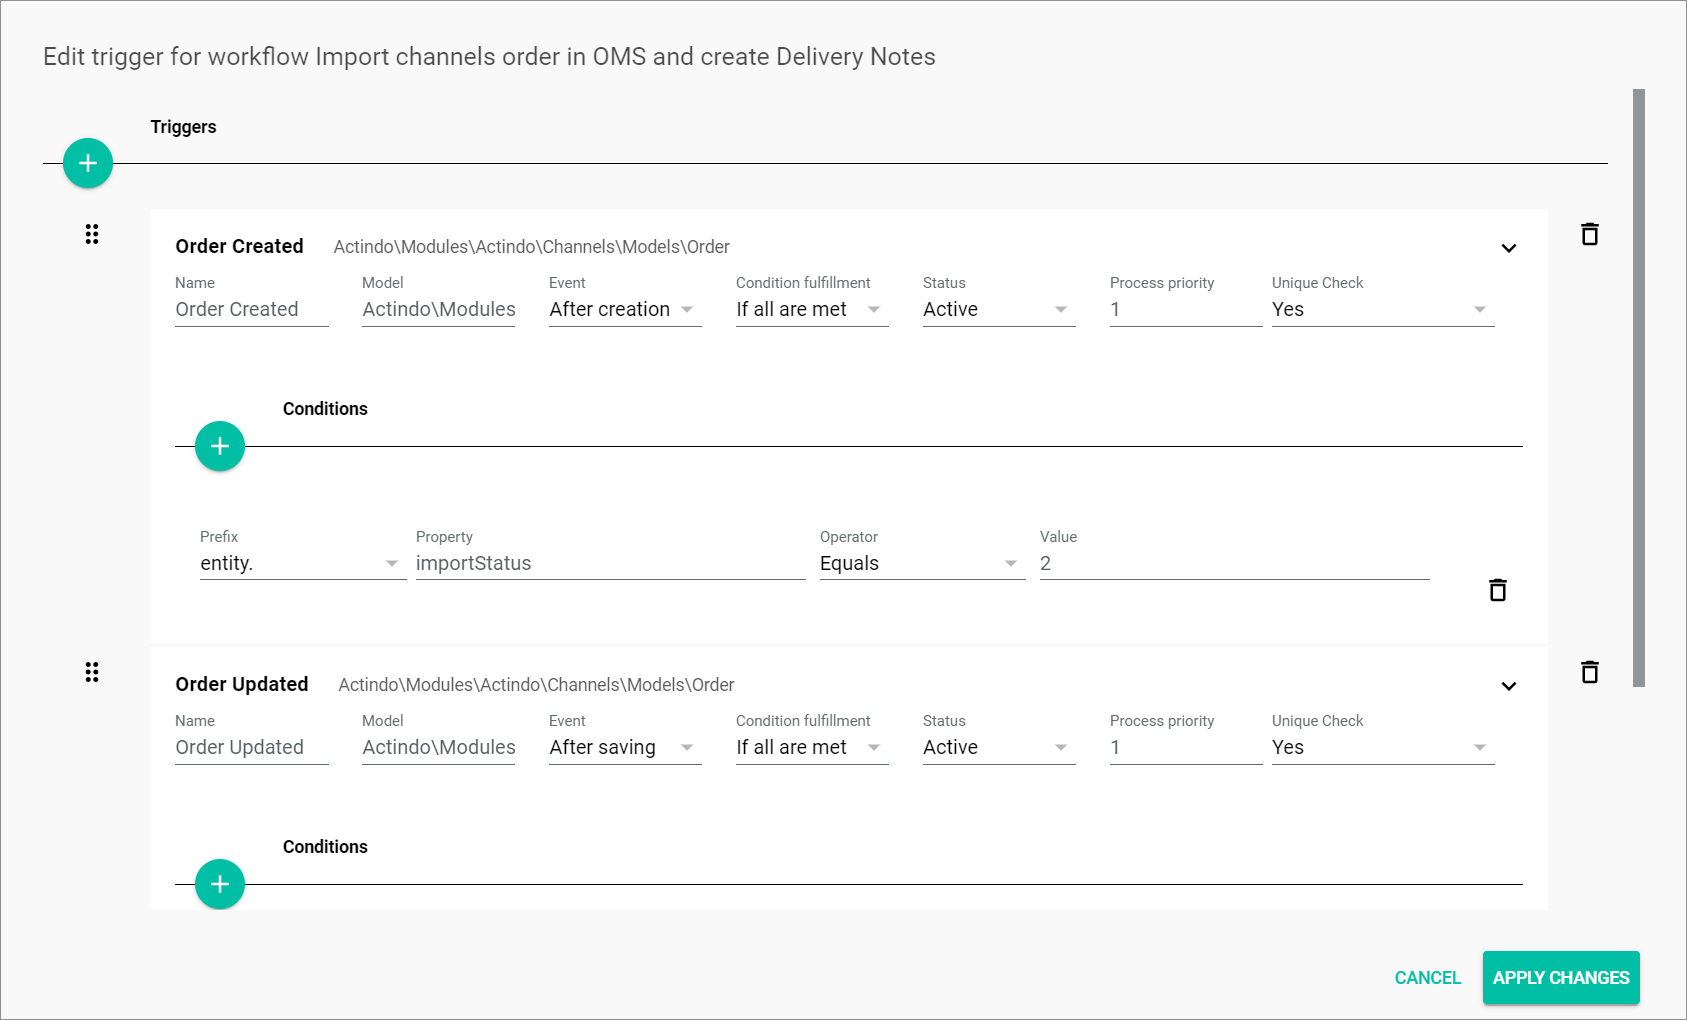 Edit trigger for workflow Import channels order in OMS and create Delivery Notes
Triggers
Order Created Actindo\Modules\Actindo\Channels\Models\Order
Name Model Event Condition fulfillment Status Process priority Unique Check
Order Created Actindo\Modules After creation If all are met Active 1 Yes
Conditions
Prefix Property Operator Value
entity. importStatus Equals 2
Order Updated Actindo\Modules\Actindo\Channels\Models\Order
Name Model Event Condition fulfillment Status Process priority Unique Check
Order Updated Actindo\Modules After saving If all are met Active 1 Yes
Conditions
CANCEL APPLY CHANGES